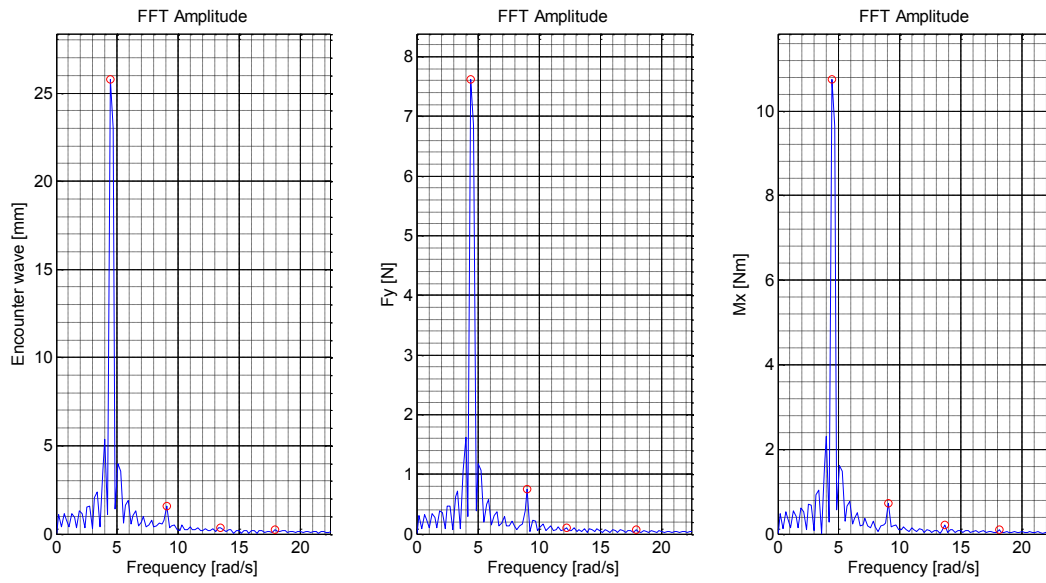 FFT Amplitude
Encounter wave [mm]
25
20
15
10
5
0
0 5 10 15 20
Frequency [rad/s]
FFT Amplitude
Fy [N]
8
7
6
5
4
3
2
1
0
0 5 10 15 20
Frequency [rad/s]
FFT Amplitude
Mx [Nm]
10
8
6
4
2
0
0 5 10 15 20
Frequency [rad/s]